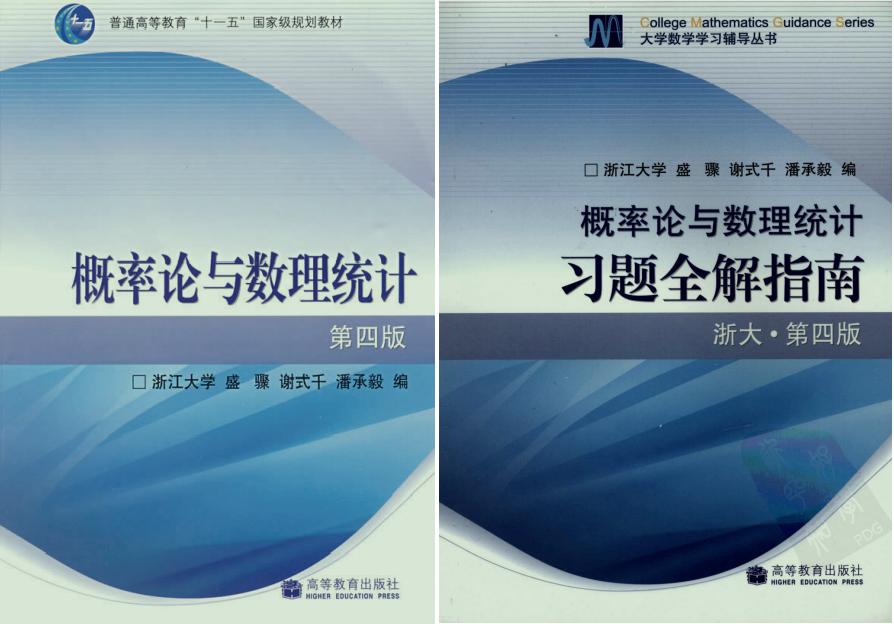 十一五
普通高等教育“十一五”国家级规划教材
概率论与数理统计
第四版
□ 浙江大学 盛 骤 谢式千 潘承毅 编
高等教育出版社
HIGHER EDUCATION PRESS
College Mathematics Guidance Series
大学数学学习辅导丛书
□ 浙江大学 盛 骤 谢式千 潘承毅 编
概率论与数理统计
习题全解指南
浙大·第四版
PDG
高等教育出版社
HIGHER EDUCATION PRESS